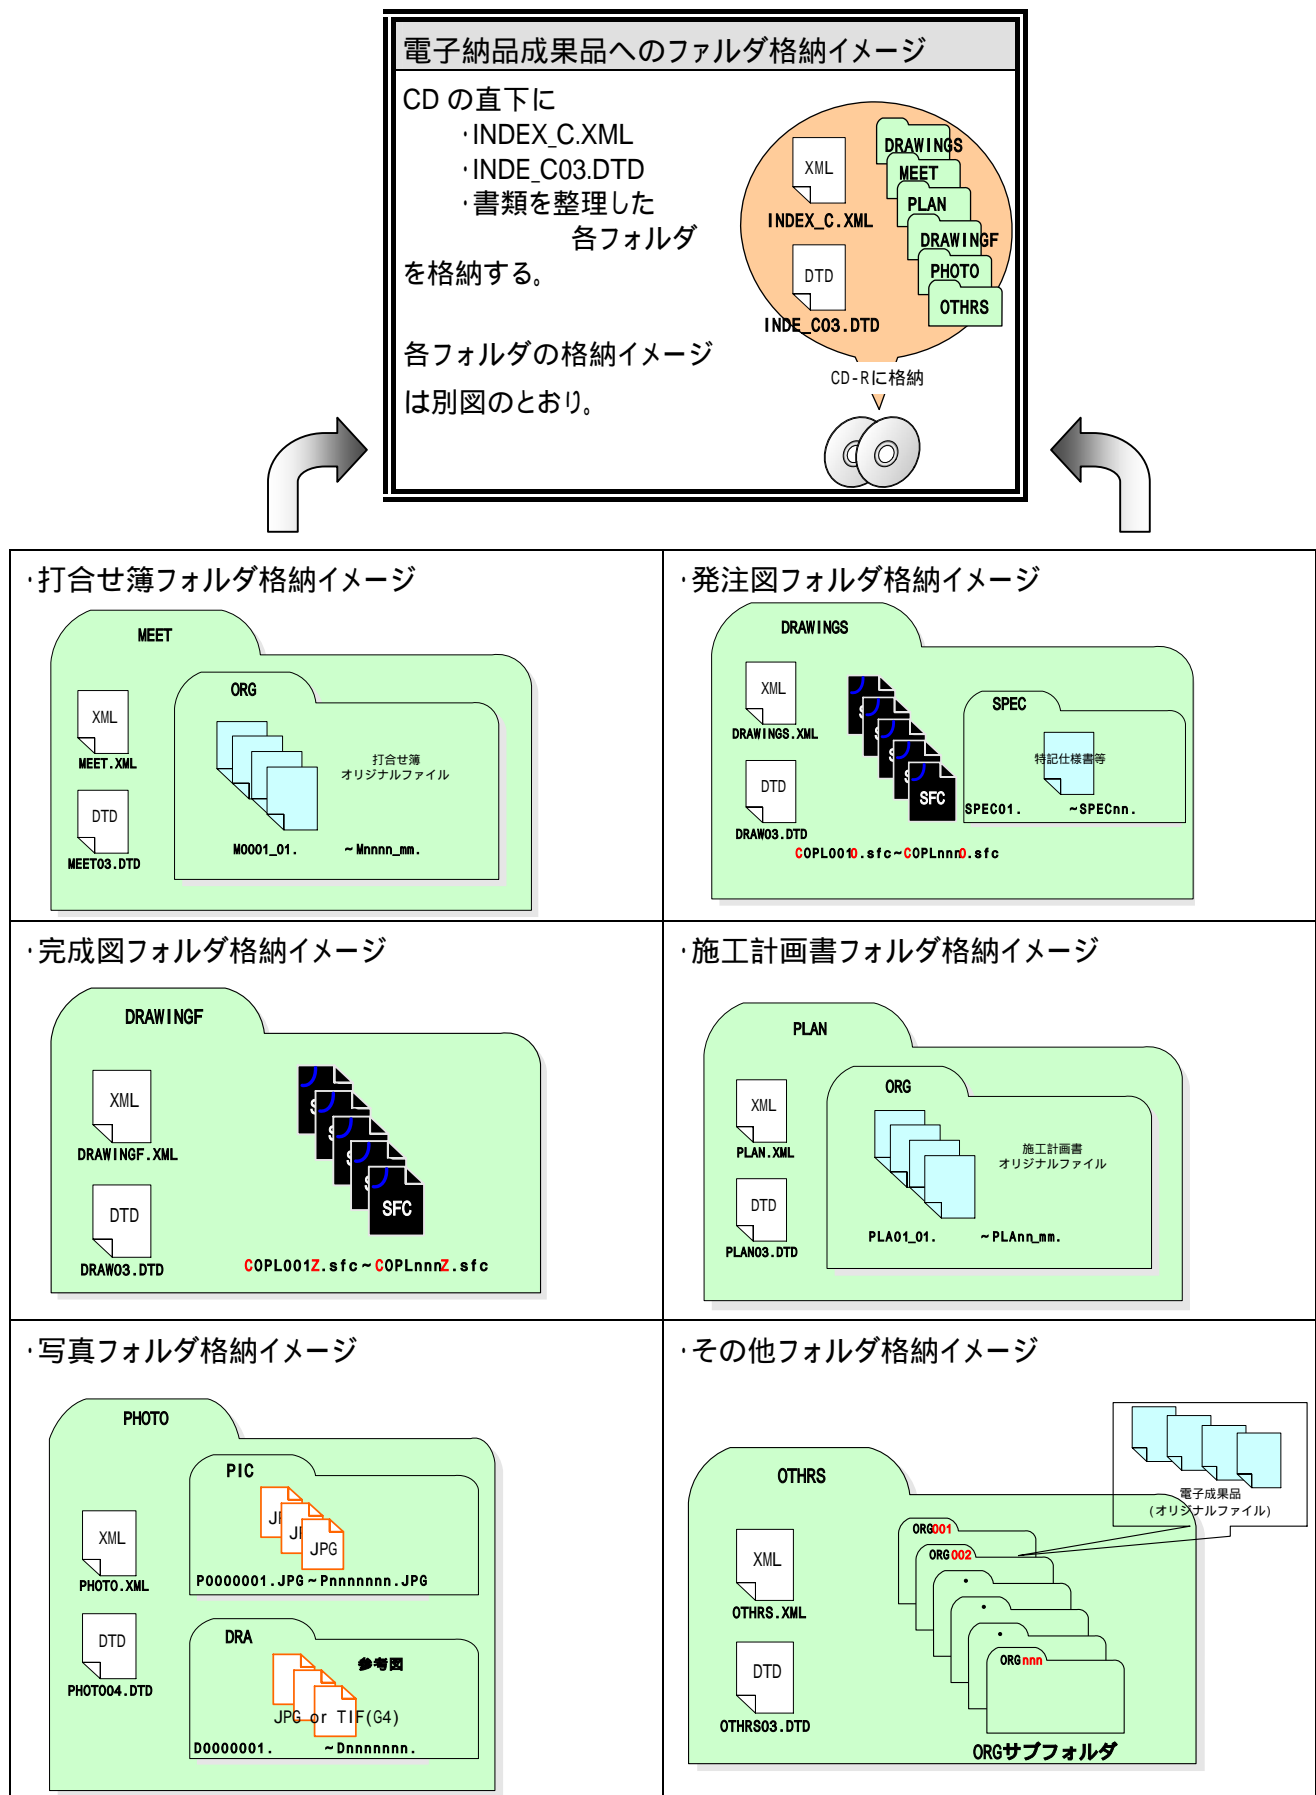 電子納品成果品へのファルダ格納イメージ
CD の直下に
・INDEX_C.XML
・INDE_C03.DTD
・書類を整理した
各フォルダ
を格納する。
各フォルダの格納イメージ
は別図のとおり。
XML
INDEX_C.XML
DTD
INDE_C03.DTD
DRAWINGS
MEET
PLAN
DRAWINGF
PHOTO
OTHRS
CD-Rに格納
・打合せ簿フォルダ格納イメージ
MEET
XML
MEET.XML
DTD
MEET03.DTD
ORG
打合せ簿
オリジナルファイル
M0001_01. ~Mnnnn_mm.
・発注図フォルダ格納イメージ
DRAWINGS
XML
DRAWINGS.XML
DTD
DRAW03.DTD
SFC
C0PL0010.sfc~C0PLnnn0.sfc
SPEC
特記仕様書等
SPEC01. ~SPECnn.
・完成図フォルダ格納イメージ
DRAWINGF
XML
DRAWINGF.XML
DTD
DRAW03.DTD
SFC
C0PL001Z.sfc~C0PLnnnZ.sfc
・施工計画書フォルダ格納イメージ
PLAN
XML
PLAN.XML
DTD
PLAN03.DTD
ORG
施工計画書
オリジナルファイル
PLA01_01. ~PLAnn_mm.
・写真フォルダ格納イメージ
PHOTO
XML
PHOTO.XML
DTD
PHOTO04.DTD
PIC
JPG
P0000001.JPG~Pnnnnnnn.JPG
DRA
参考図
JPG or TIF(G4)
D0000001. ~Dnnnnnnn.
・その他フォルダ格納イメージ
OTHRS
XML
OTHRS.XML
DTD
OTHRS03.DTD
電子成果品
(オリジナルファイル)
ORG001
ORG002
・
・
・
ORGnnn
ORGサブフォルダ